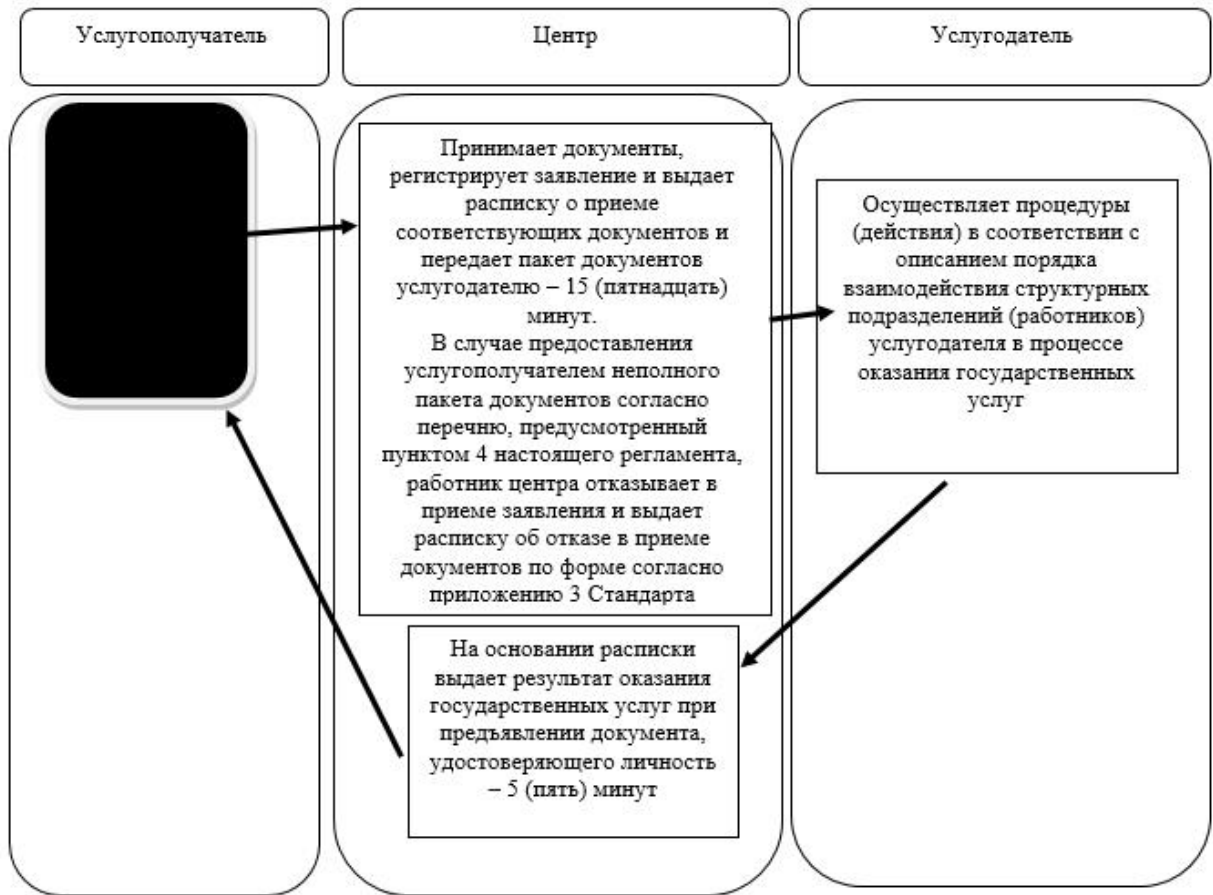 Услугополучатель
Центр
Услугодатель
Принимает документы,
регистрирует заявление и выдает
расписку о приеме
соответствующих документов и
передает пакет документов
услугодателю – 15 (пятнадцать)
минут.
В случае предоставления
услугополучателем неполного
пакета документов согласно
перечню, предусмотренный
пунктом 4 настоящего регламента,
работник центра отказывает в
приеме заявления и выдает
расписку об отказе в приеме
документов по форме согласно
приложению 3 Стандарта
Осуществляет процедуры
(действия) в соответствии с
описанием порядка
взаимодействия структурных
подразделений (работников)
услугодателя в процессе
оказания государственных
услуг
На основании расписки
выдает результат оказания
государственных услуг при
предъявлении документа,
удостоверяющего личность
– 5 (пять) минут